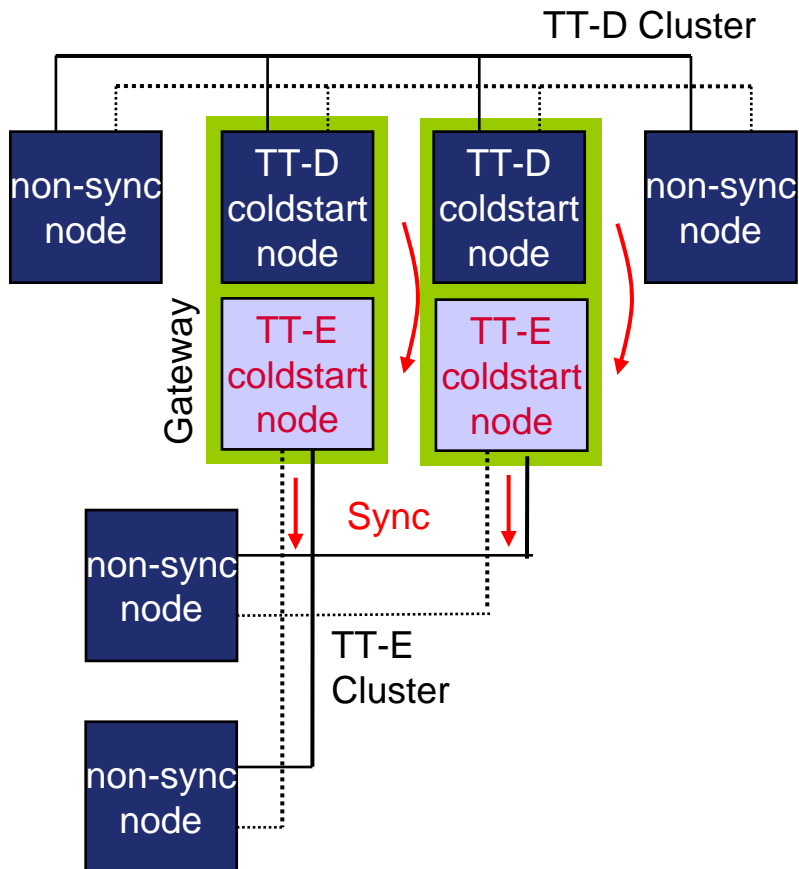 TT-D Cluster
non-sync
node
TT-D
coldstart
node
TT-D
coldstart
node
non-sync
node
Gateway
TT-E
coldstart
node
TT-E
coldstart
node
Sync
non-sync
node
TT-E
Cluster
non-sync
node